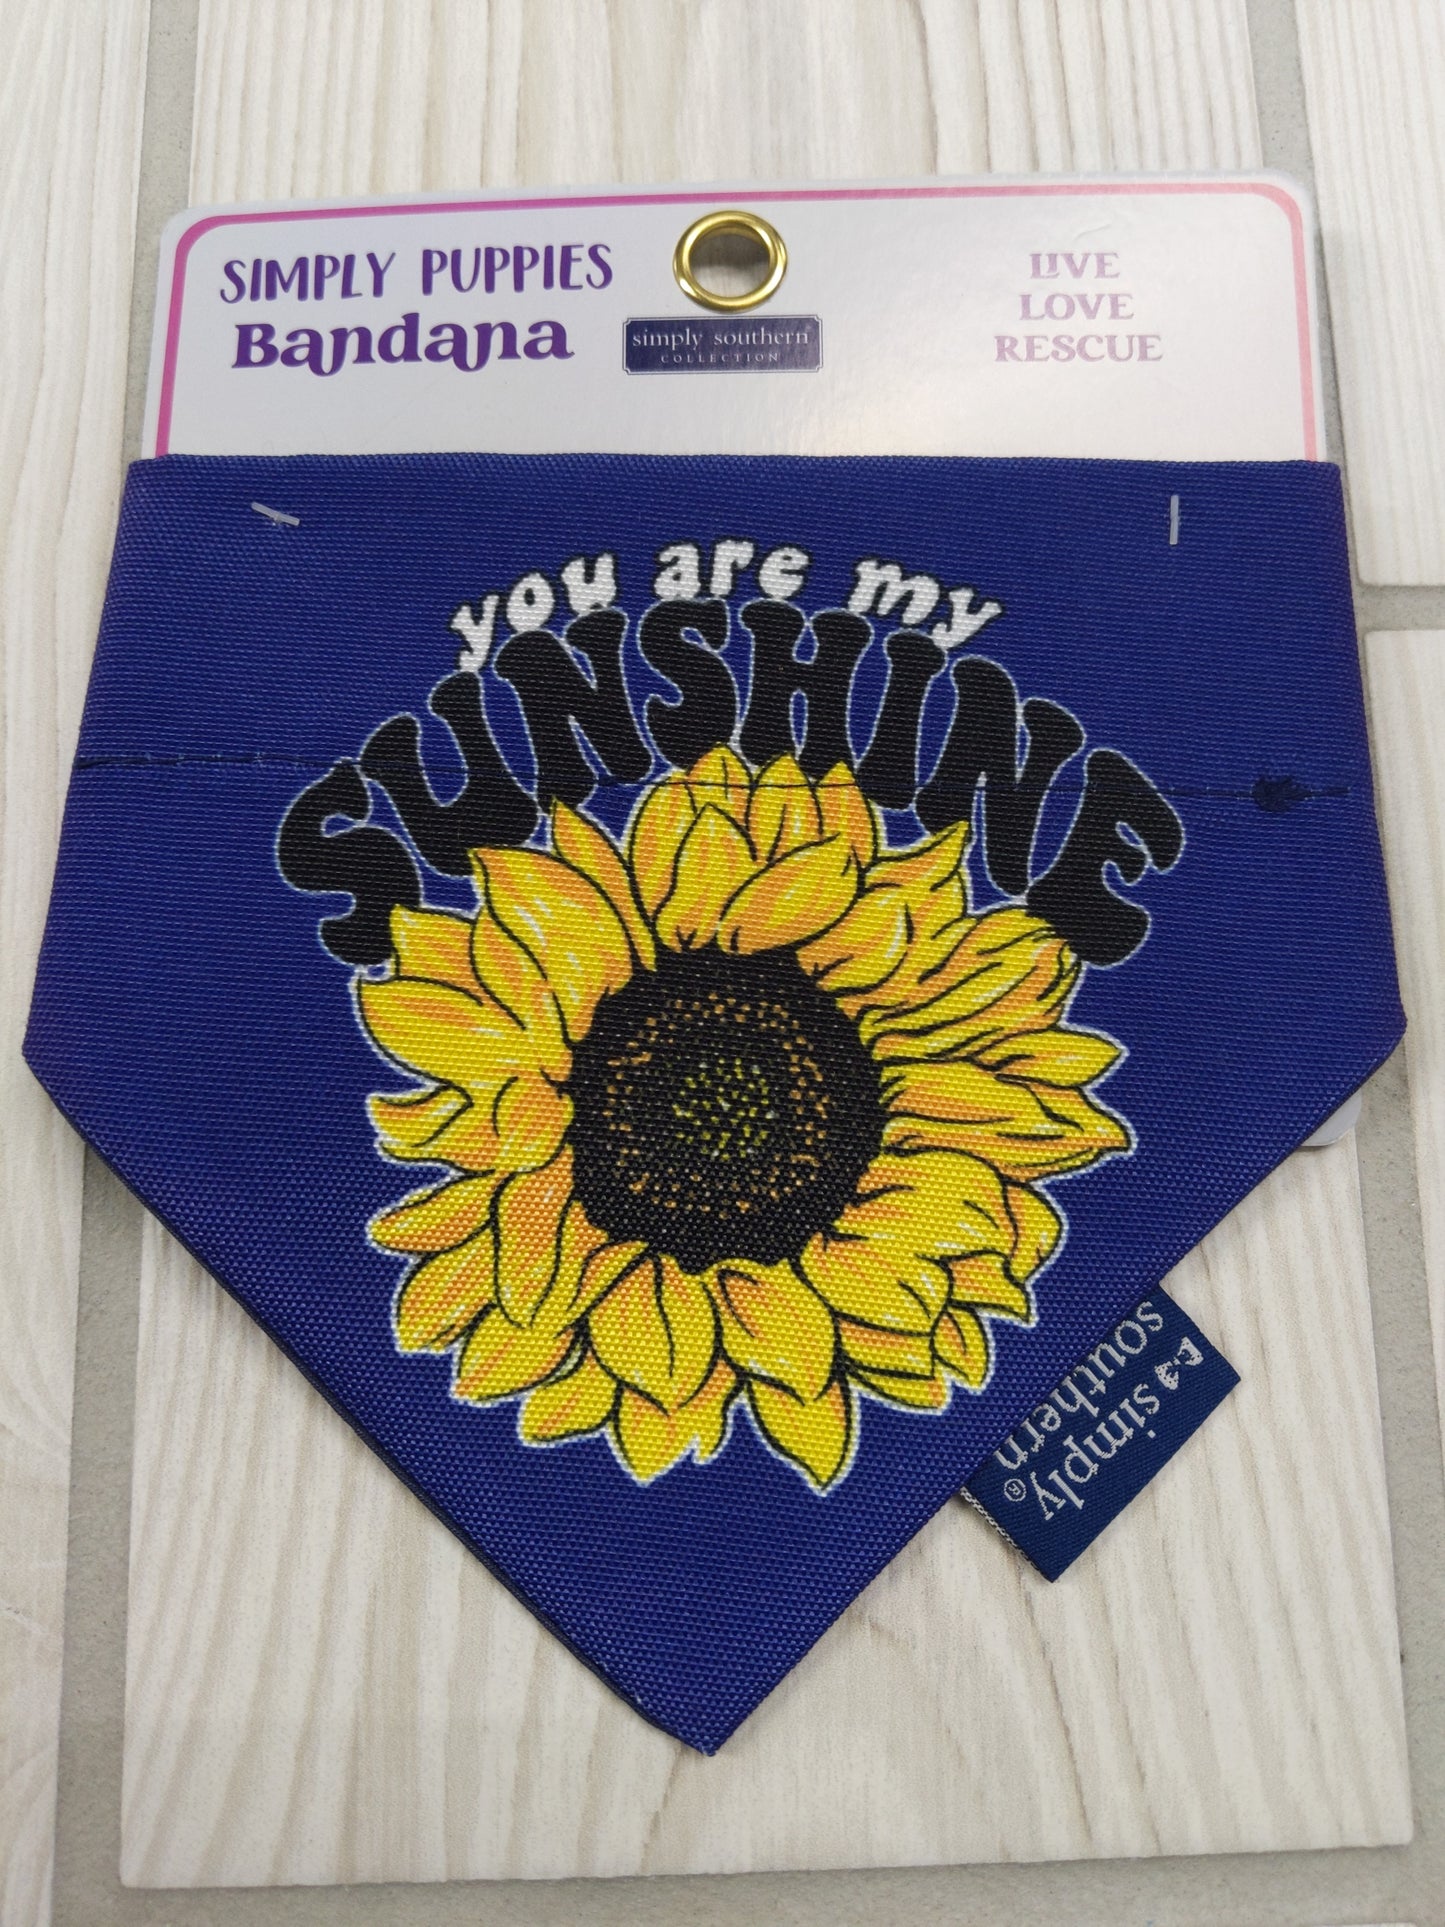 SIMPLY PUPPIES
Bandana
simply southern
COLLECTION
LIVE
LOVE
RESCUE
you are my
SUNSHINE
simply
southern®